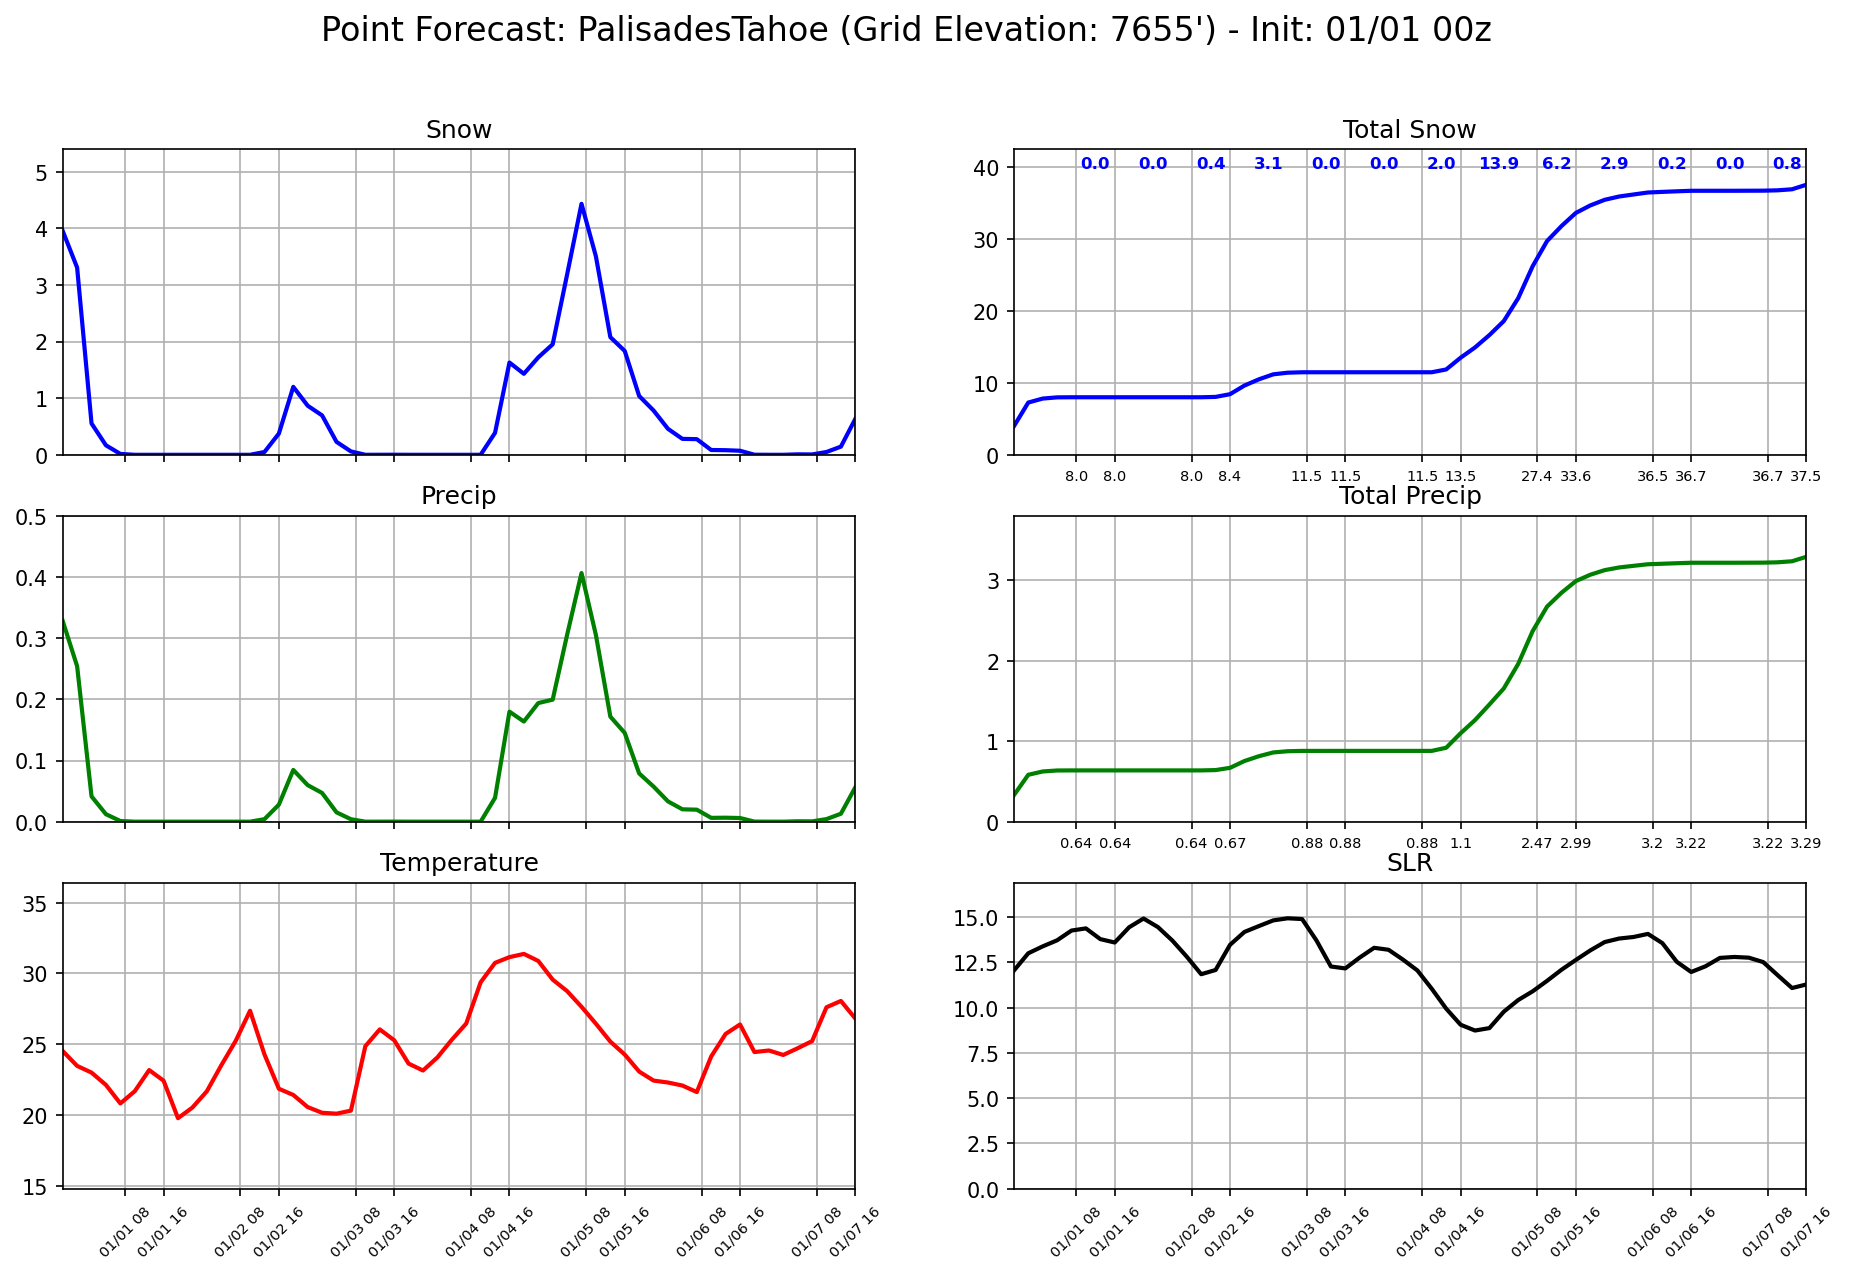 Point Forecast: PalisadesTahoe (Grid Elevation: 7655') - Init: 01/01 00z
Snow
5
4
3
2
1
0
Total Snow
0.0 0.0 0.4 3.1 0.0 0.0 2.0 13.9 6.2 2.9 0.2 0.0 0.8
40
30
20
10
0
8.0 8.0 8.0 8.4 11.5 11.5 11.5 13.5 27.4 33.6 36.5 36.7 36.7 37.5
Precip
0.5
0.4
0.3
0.2
0.1
0.0
Total Precip
3
2
1
0
0.64 0.64 0.64 0.67 0.88 0.88 0.88 1.1 2.47 2.99 3.2 3.22 3.22 3.29
Temperature
35
30
25
20
15
01/01 08 01/01 16 01/02 08 01/02 16 01/03 08 01/03 16 01/04 08 01/04 16 01/05 08 01/05 16 01/06 08 01/06 16 01/07 08 01/07 16
SLR
15.0
12.5
10.0
7.5
5.0
2.5
0.0
01/01 08 01/01 16 01/02 08 01/02 16 01/03 08 01/03 16 01/04 08 01/04 16 01/05 08 01/05 16 01/06 08 01/06 16 01/07 08 01/07 16